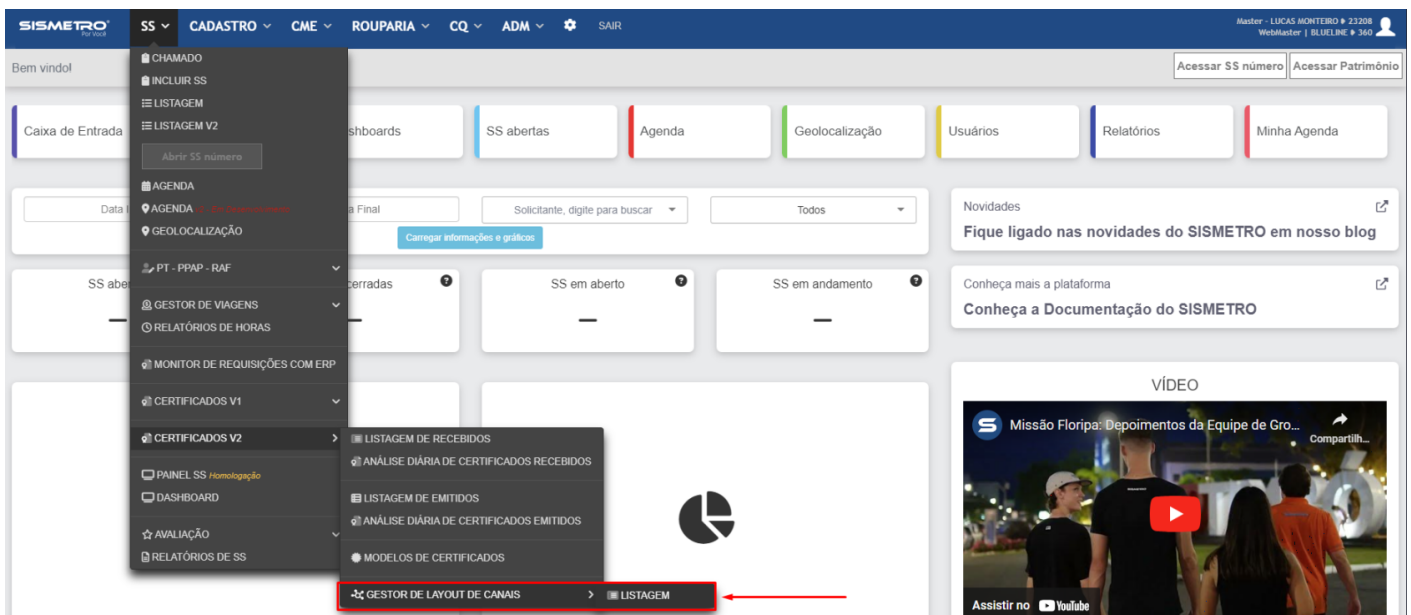 SISMETRO
Por Você
SS CADASTRO CME ROUPARIA CQ ADM SAIR
Master - LUCAS MONTEIRO 23208
WebMaster | BLUELINE 360
Bem vindo!
Acessar SS número Acessar Patrimônio
CHAMADO
INCLUIR SS
LISTAGEM
LISTAGEM V2
Abrir SS número
AGENDA
AGENDA
GEOLOCALIZAÇÃO
PT - PPAP - RAF
GESTOR DE VIAGENS
RELATÓRIOS DE HORAS
MONITOR DE REQUISIÇÕES COM ERP
CERTIFICADOS V1
CERTIFICADOS V2
PAINEL SS Homologação
DASHBOARD
AVALIAÇÃO
RELATÓRIOS DE SS
LISTAGEM DE RECEBIDOS
ANÁLISE DIÁRIA DE CERTIFICADOS RECEBIDOS
LISTAGEM DE EMITIDOS
ANÁLISE DIÁRIA DE CERTIFICADOS EMITIDOS
MODELOS DE CERTIFICADOS
GESTOR DE LAYOUT DE CANAIS
LISTAGEM
Caixa de Entrada
shboards
SS abertas
Agenda
Geolocalização
Usuários
Relatórios
Minha Agenda
Data I
a Final
Solicitante, digite para buscar
Todos
Carregar informações e gráficos
SS aber
cerradas
SS em aberto
SS em andamento
Novidades
Fique ligado nas novidades do SISMETRO em nosso blog
Conheça mais a plataforma
Conheça a Documentação do SISMETRO
VÍDEO
Missão Floripa: Depoimentos da Equipe de Gro...
Compartilh...
Assistir no YouTube